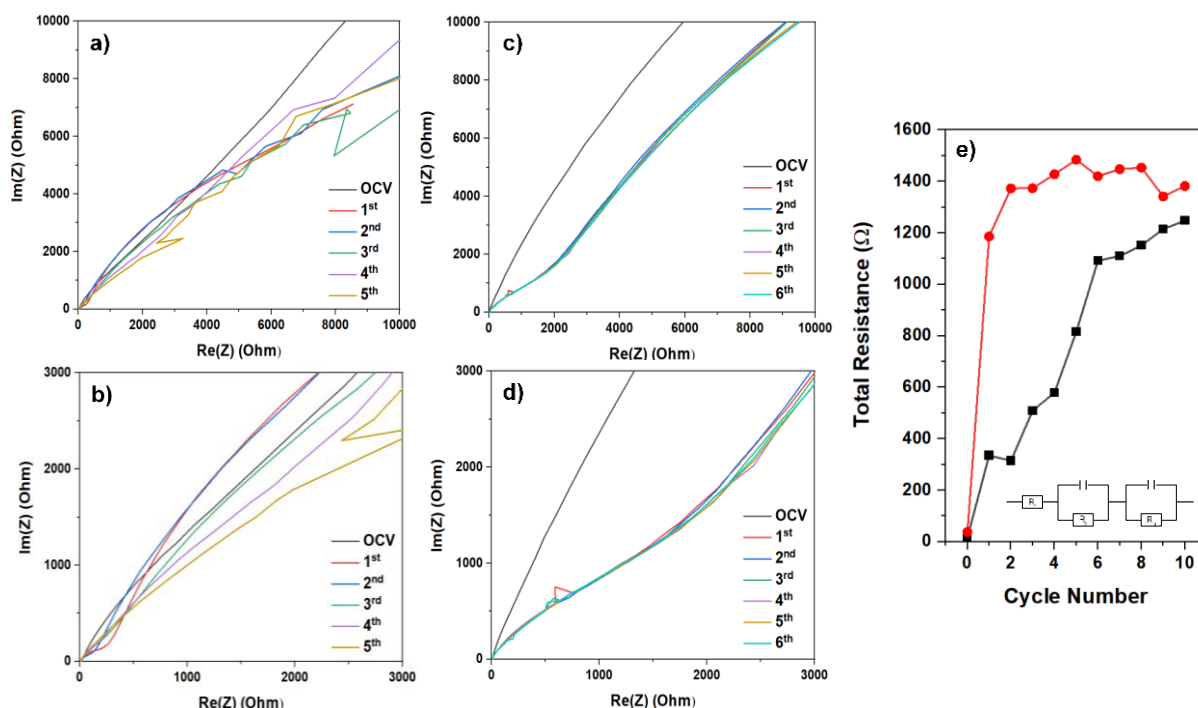 a)
Im(Z) (Ohm)
10000
8000
6000
4000
2000
0
OCV
1st
2nd
3rd
4th
5th
0 2000 4000 6000 8000 10000
Re(Z) (Ohm)
c)
Im(Z) (Ohm)
10000
8000
6000
4000
2000
0
OCV
1st
2nd
3rd
4th
5th
6th
0 2000 4000 6000 8000 10000
Re(Z) (Ohm)
b)
Im(Z) (Ohm)
3000
2000
1000
0
OCV
1st
2nd
3rd
4th
5th
0 1000 2000 3000
Re(Z) (Ohm)
d)
Im(Z) (Ohm)
3000
2000
1000
0
OCV
1st
2nd
3rd
4th
5th
6th
0 1000 2000 3000
Re(Z) (Ohm)
e)
Total Resistance (Ω)
1600
1400
1200
1000
800
600
400
200
0
0 2 4 6 8 10
Cycle Number